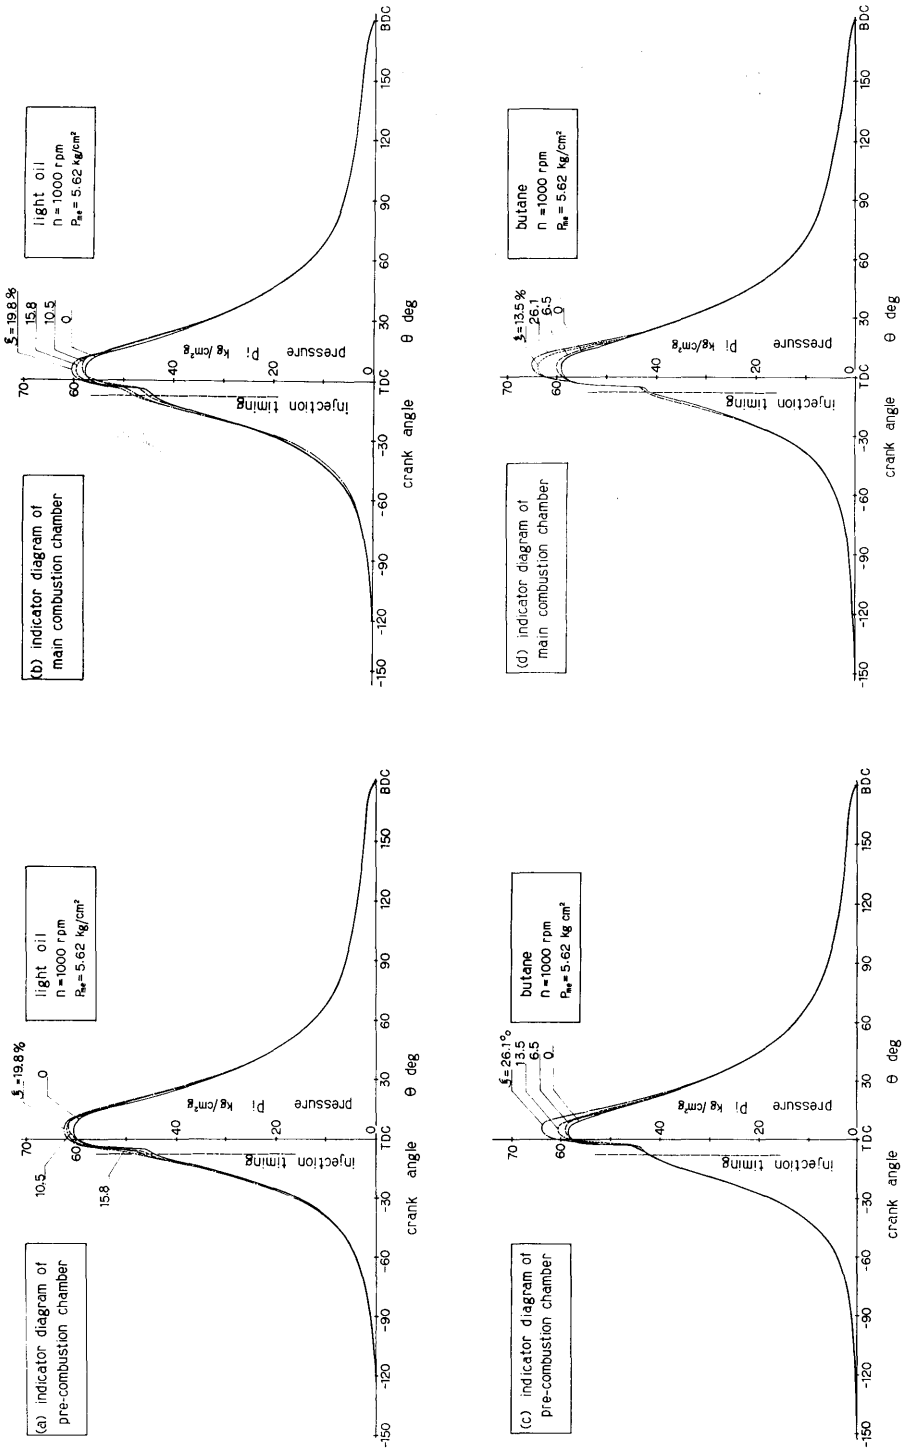 (a) indicator diagram of
pre-combustion chamber
light oil
n = 1000 rpm
Pme = 5.62 kg/cm²
ξ = 19.8%
0
10.5
15.8
70
60
40
20
0
pressure Pi kg/cm²g
injection timing
-150 -120 -90 -60 -30 TDC 30 60 90 120 150 BDC
crank angle θ deg
(b) indicator diagram of
main combustion chamber
light oil
n = 1000 rpm
Pme = 5.62 kg/cm²
ξ = 19.8%
15.8
10.5
0
70
60
40
20
0
pressure Pi kg/cm²g
injection timing
-150 -120 -90 -60 -30 TDC 30 60 90 120 150 BDC
crank angle θ deg
(c) indicator diagram of
pre-combustion chamber
butane
n = 1000 rpm
Pme = 5.62 kg cm²
ξ = 26.1%
13.5
6.5
0
70
60
40
20
0
pressure Pi kg/cm²g
injection timing
-150 -120 -90 -60 -30 TDC 30 60 90 120 150 BDC
crank angle θ deg
(d) indicator diagram of
main combustion chamber
butane
n = 1000 rpm
Pme = 5.62 kg/cm²
ξ = 13.5%
26.1
6.5
0
70
60
40
20
0
pressure Pi kg/cm²g
injection timing
-150 -120 -90 -60 -30 TDC 30 60 90 120 150 BDC
crank angle θ deg